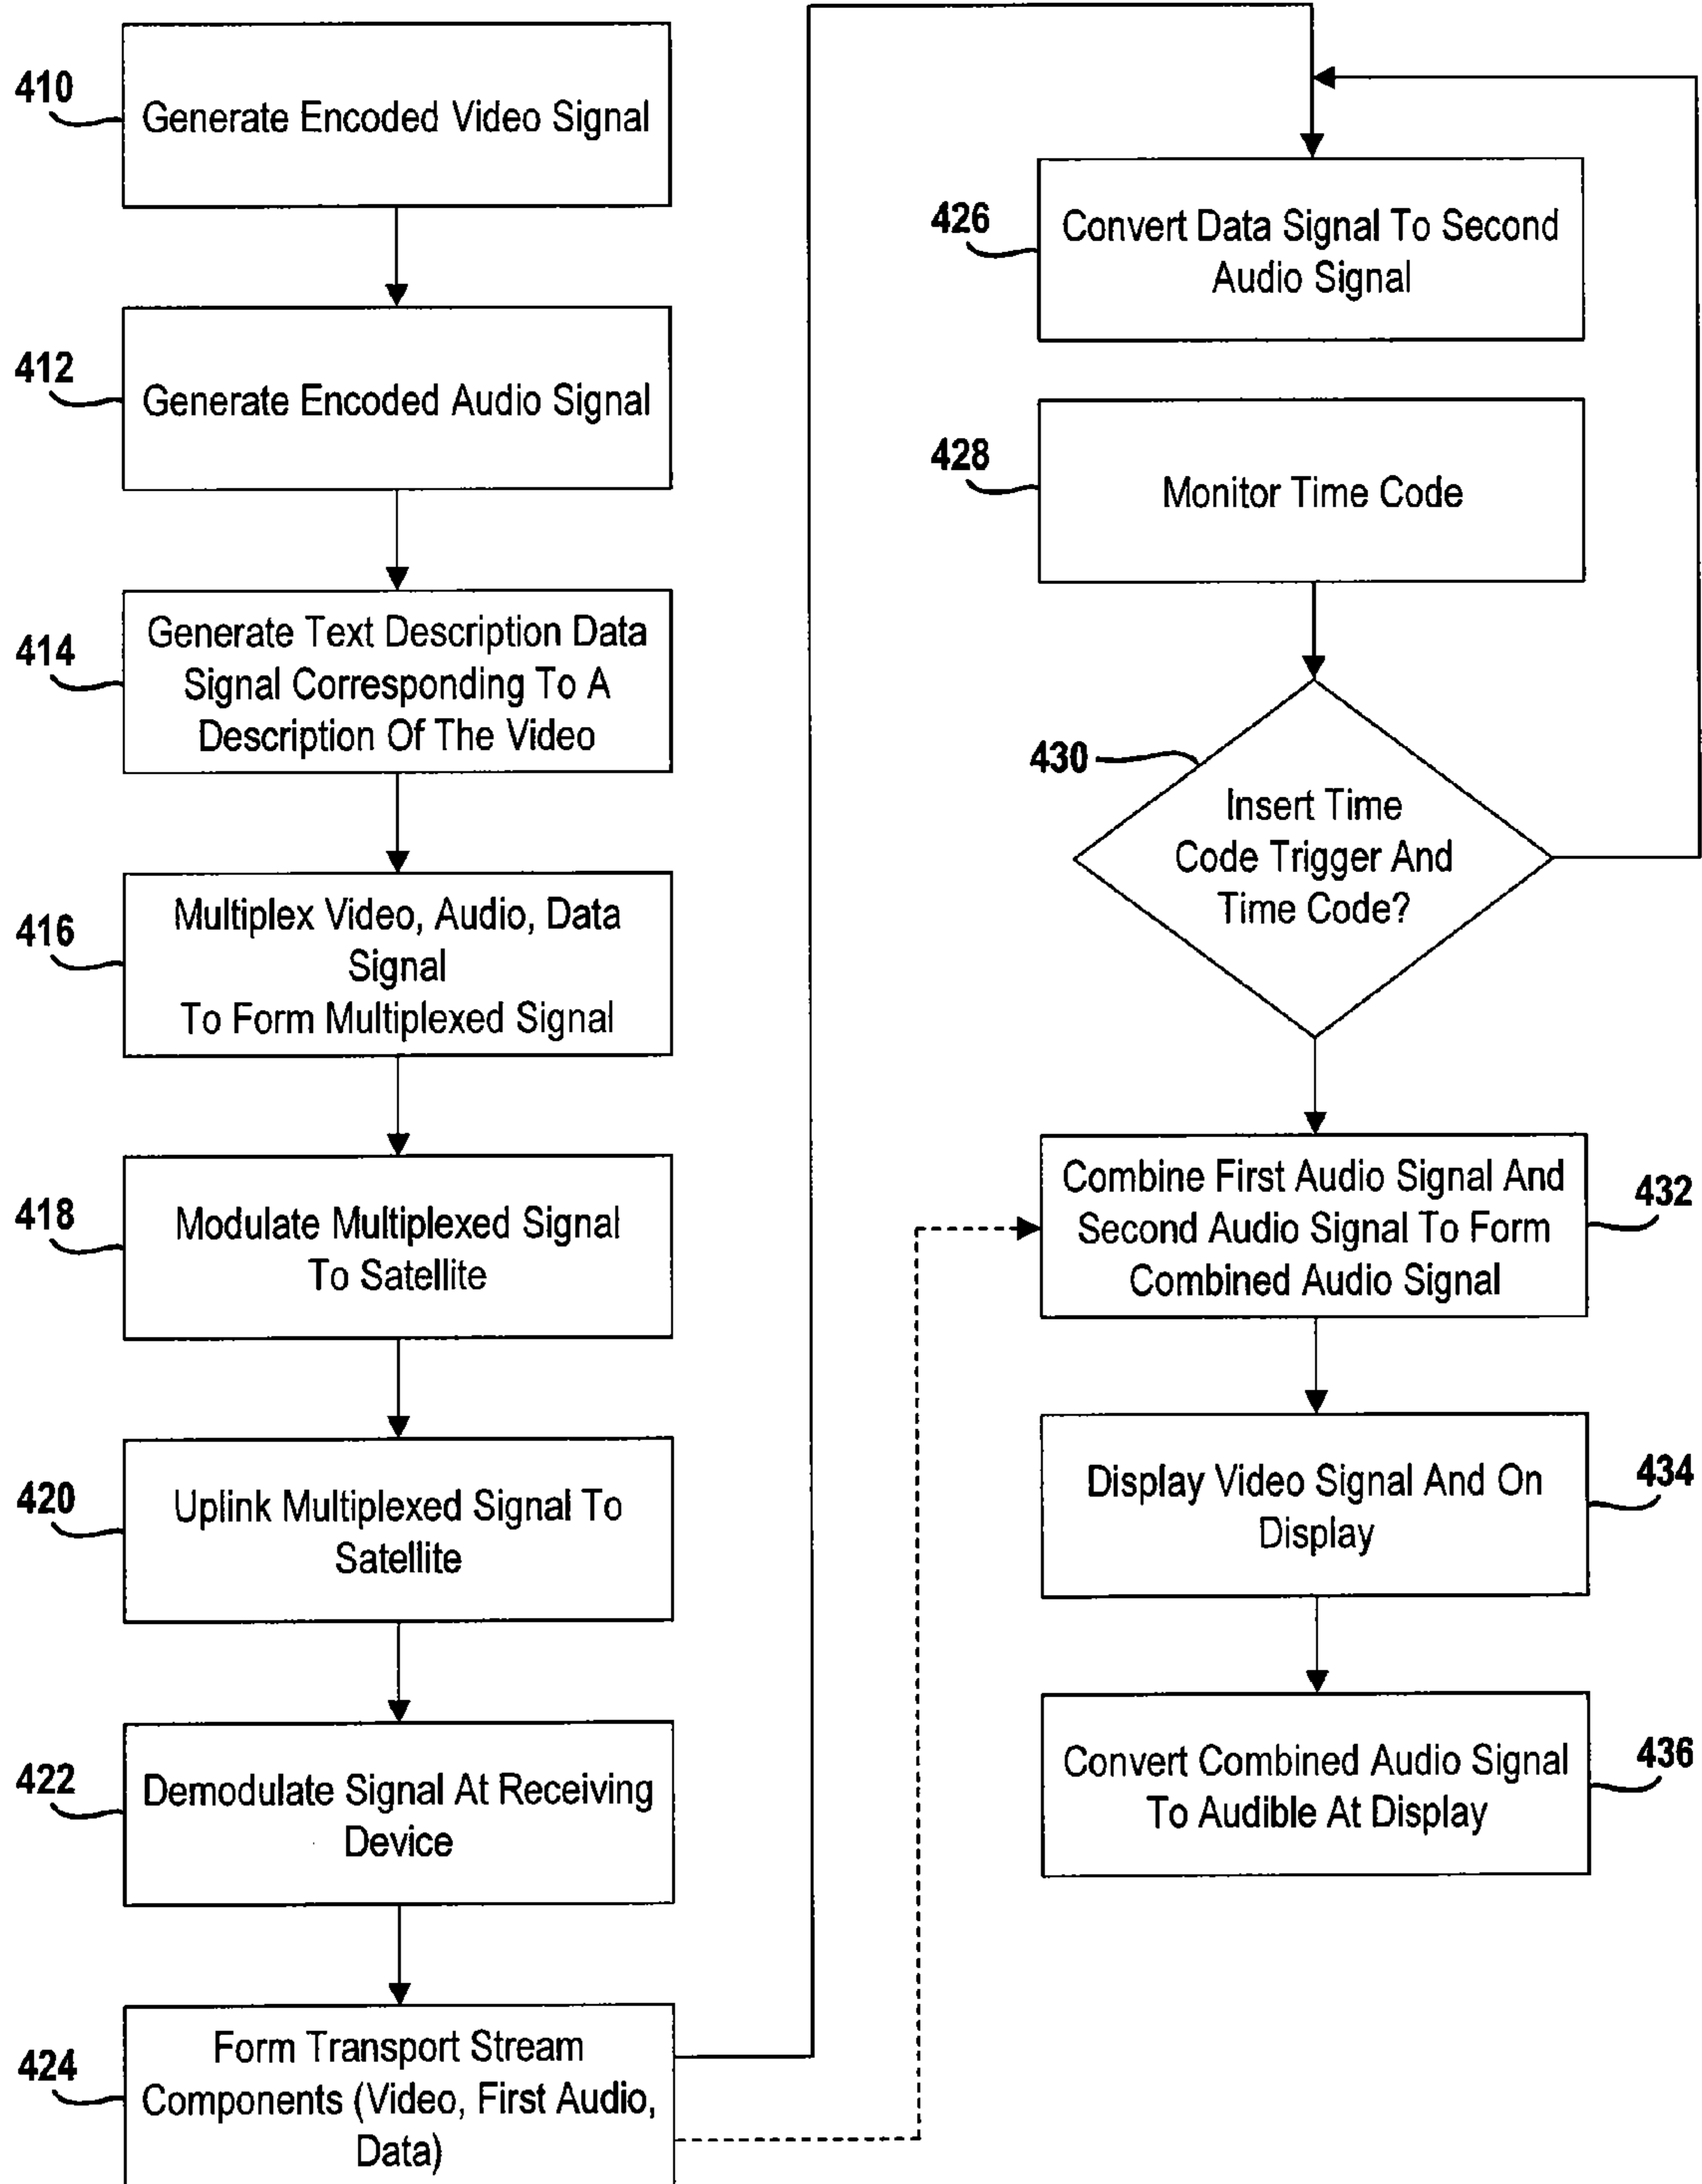 410
Generate Encoded Video Signal
412
Generate Encoded Audio Signal
414
Generate Text Description Data
Signal Corresponding To A
Description Of The Video
416
Multiplex Video, Audio, Data
Signal
To Form Multiplexed Signal
418
Modulate Multiplexed Signal
To Satellite
420
Uplink Multiplexed Signal To
Satellite
422
Demodulate Signal At Receiving
Device
424
Form Transport Stream
Components (Video, First Audio,
Data)
426
Convert Data Signal To Second
Audio Signal
428
Monitor Time Code
430
Insert Time
Code Trigger And
Time Code?
Combine First Audio Signal And
Second Audio Signal To Form
Combined Audio Signal
432
Display Video Signal And On
Display
434
Convert Combined Audio Signal
To Audible At Display
436